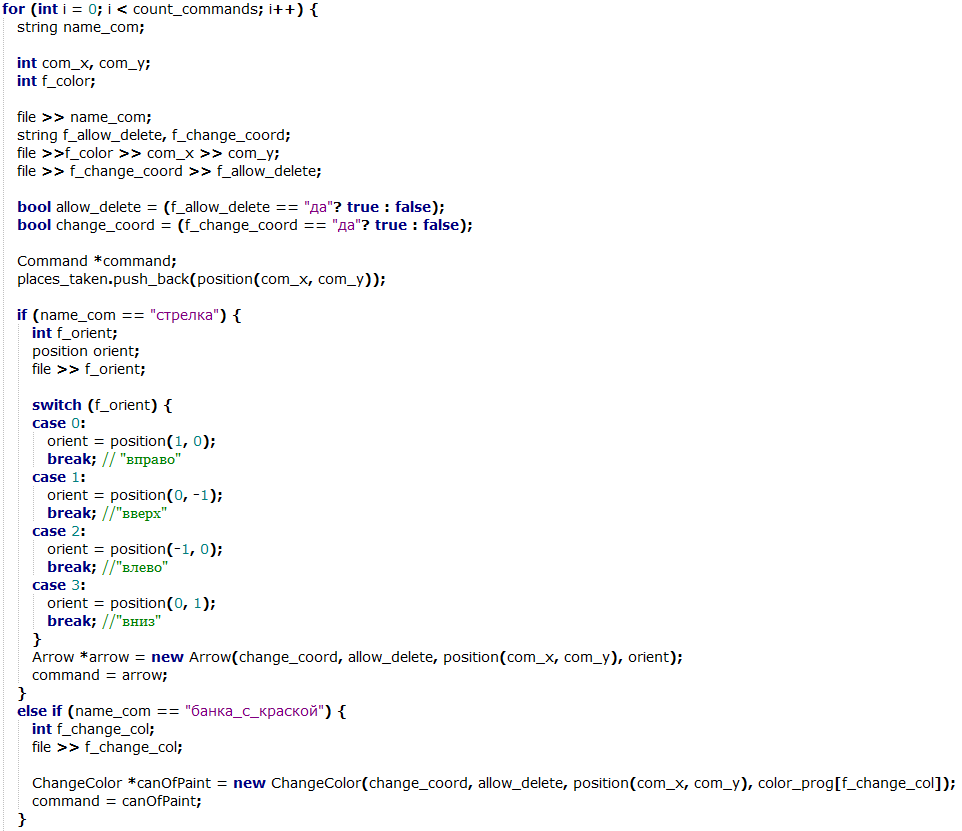 for (int i = 0; i < count_commands; i++) {
string name_com;
int com_x, com_y;
int f_color;
file >> name_com;
string f_allow_delete, f_change_coord;
file >>f_color >> com_x >> com_y;
file >> f_change_coord >> f_allow_delete;
bool allow_delete = (f_allow_delete == "да"? true : false);
bool change_coord = (f_change_coord == "да"? true : false);
Command *command;
places_taken.push_back(position(com_x, com_y));
if (name_com == "стрелка") {
int f_orient;
position orient;
file >> f_orient;
switch (f_orient) {
case 0:
orient = position(1, 0);
break; // "вправо"
case 1:
orient = position(0, -1);
break; //"вверх"
case 2:
orient = position(-1, 0);
break; //"влево"
case 3:
orient = position(0, 1);
break; //"вниз"
}
Arrow *arrow = new Arrow(change_coord, allow_delete, position(com_x, com_y), orient);
command = arrow;
}
else if (name_com == "банка_с_краской") {
int f_change_col;
file >> f_change_col;
ChangeColor *canOfPaint = new ChangeColor(change_coord, allow_delete, position(com_x, com_y), color_prog[f_change_col]);
command = canOfPaint;
}